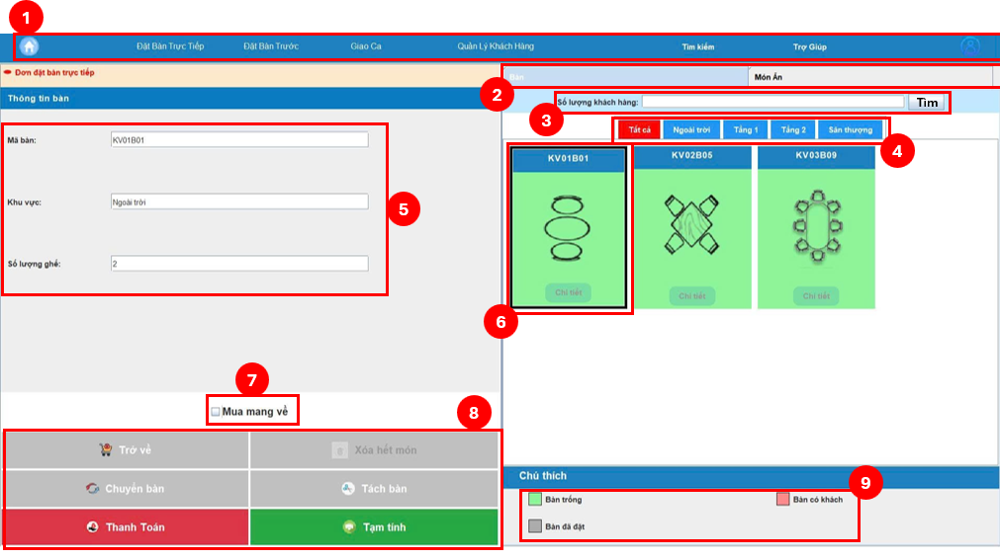 1
Đặt Bàn Trực Tiếp Đặt Bàn Trước Giao Ca Quản Lý Khách Hàng Tìm kiếm Trợ Giúp
Đơn đặt bàn trực tiếp
Bàn Món Ăn
Thông tin bàn
2
Số lượng khách hàng: Tìm
3
Tất cả Ngoài trời Tầng 1 Tầng 2 Sân thượng
4
Mã bàn: KV01B01
KV01B01 KV02B05 KV03B09
Khu vực: Ngoài trời
5
Số lượng ghế: 2
Chi tiết Chi tiết Chi tiết
6
7
Mua mang về
8
Trở về Xóa hết món
Chuyển bàn Tách bàn
Thanh Toán Tạm tính
Chú thích
9
Bàn trống Bàn có khách
Bàn đã đặt